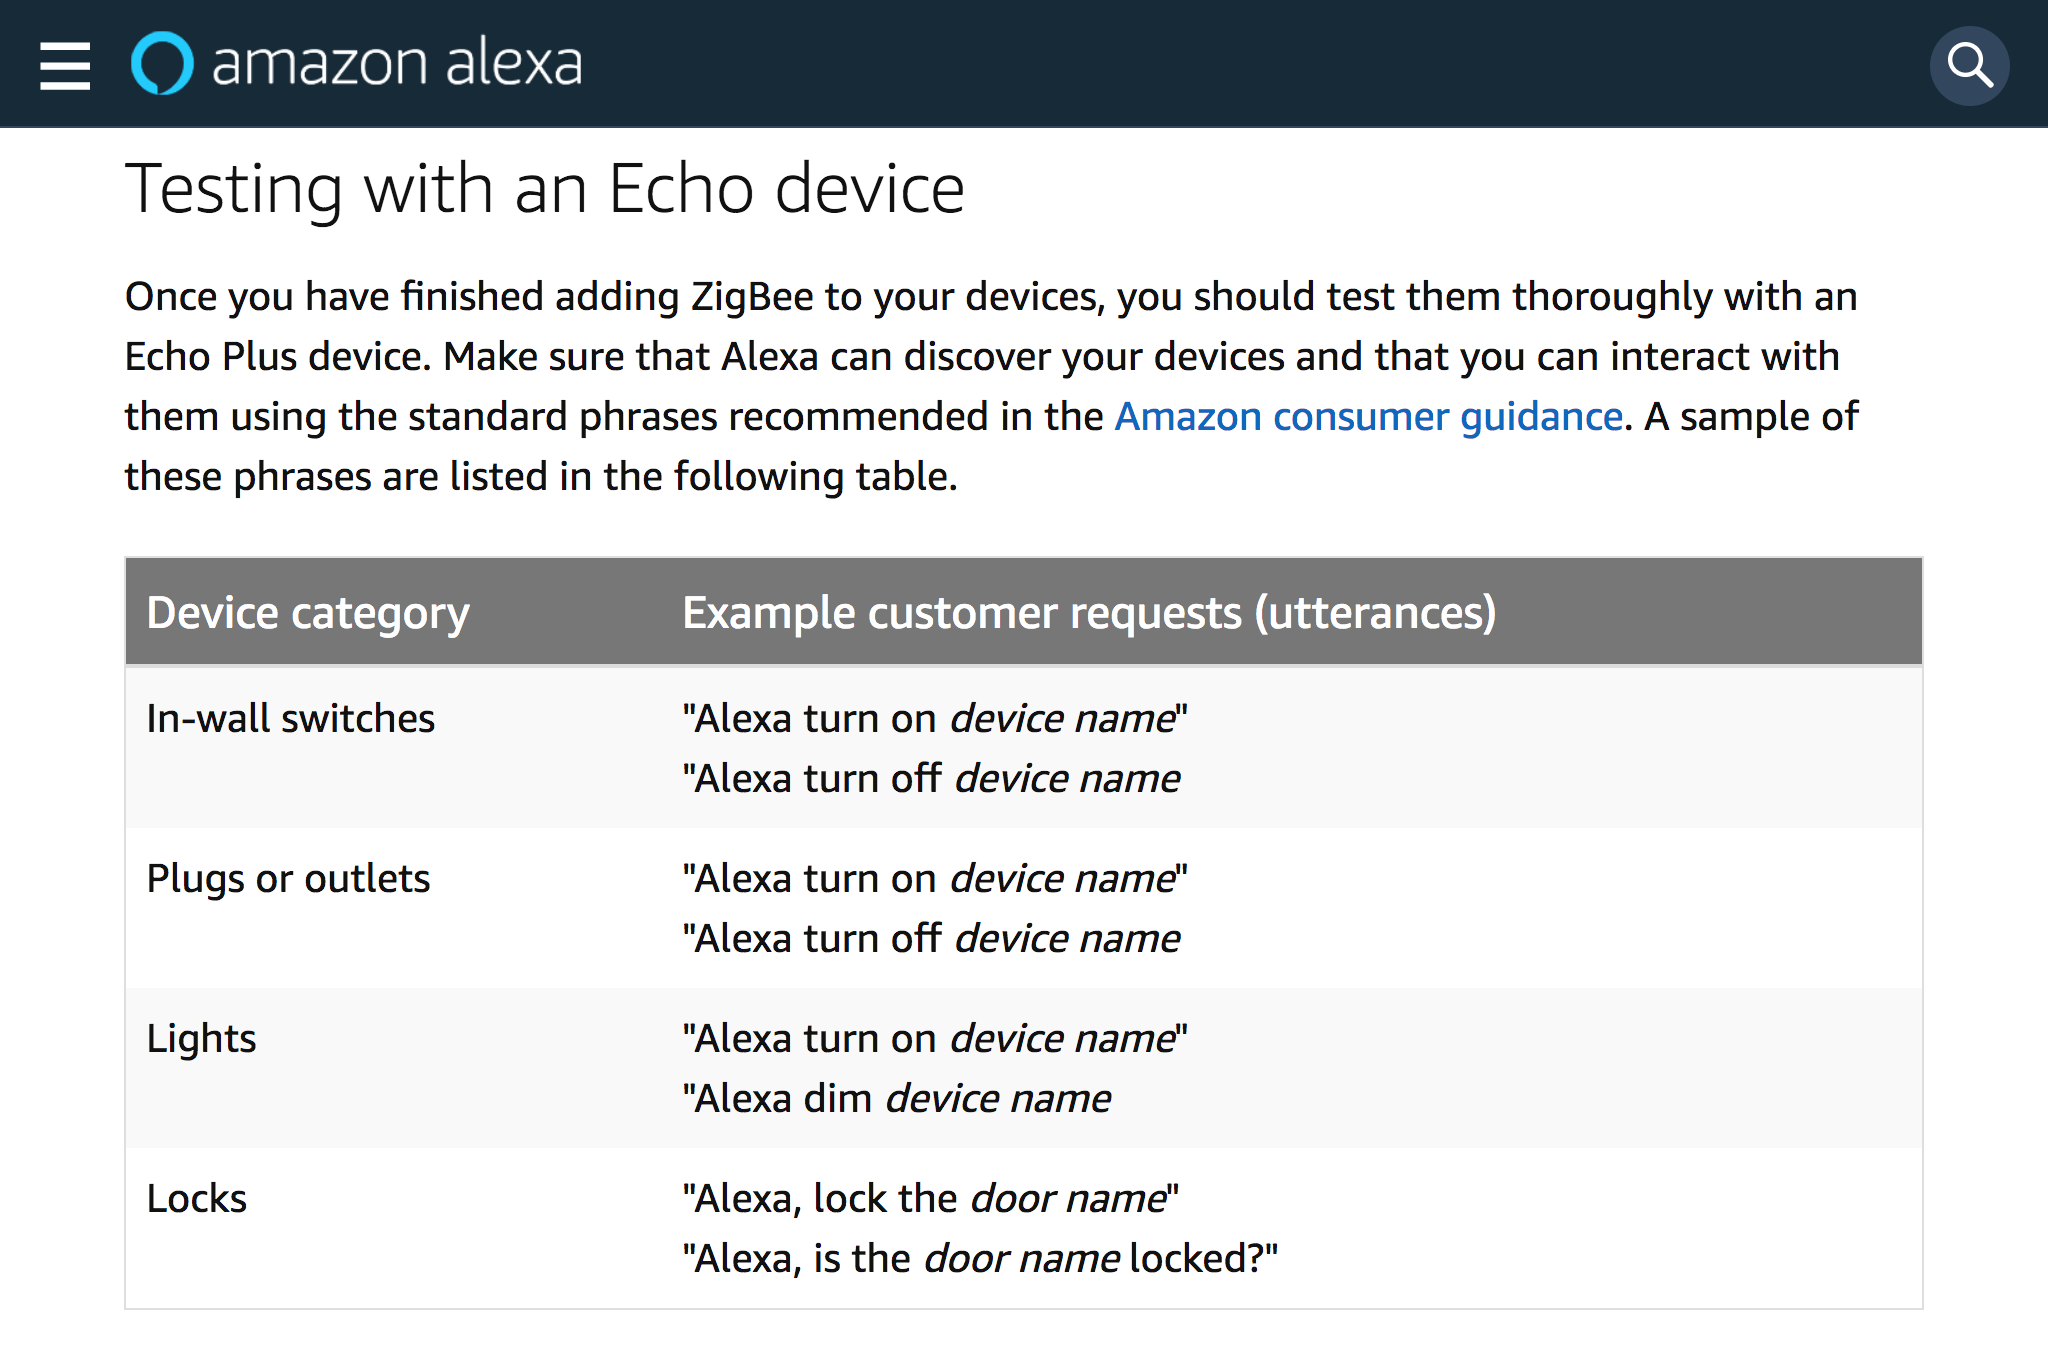 amazon alexa
Testing with an Echo device
Once you have finished adding ZigBee to your devices, you should test them thoroughly with an
Echo Plus device. Make sure that Alexa can discover your devices and that you can interact with
them using the standard phrases recommended in the Amazon consumer guidance. A sample of
these phrases are listed in the following table.
Device category Example customer requests (utterances)
In-wall switches "Alexa turn on device name"
"Alexa turn off device name
Plugs or outlets "Alexa turn on device name"
"Alexa turn off device name
Lights "Alexa turn on device name"
"Alexa dim device name
Locks "Alexa, lock the door name"
"Alexa, is the door name locked?"